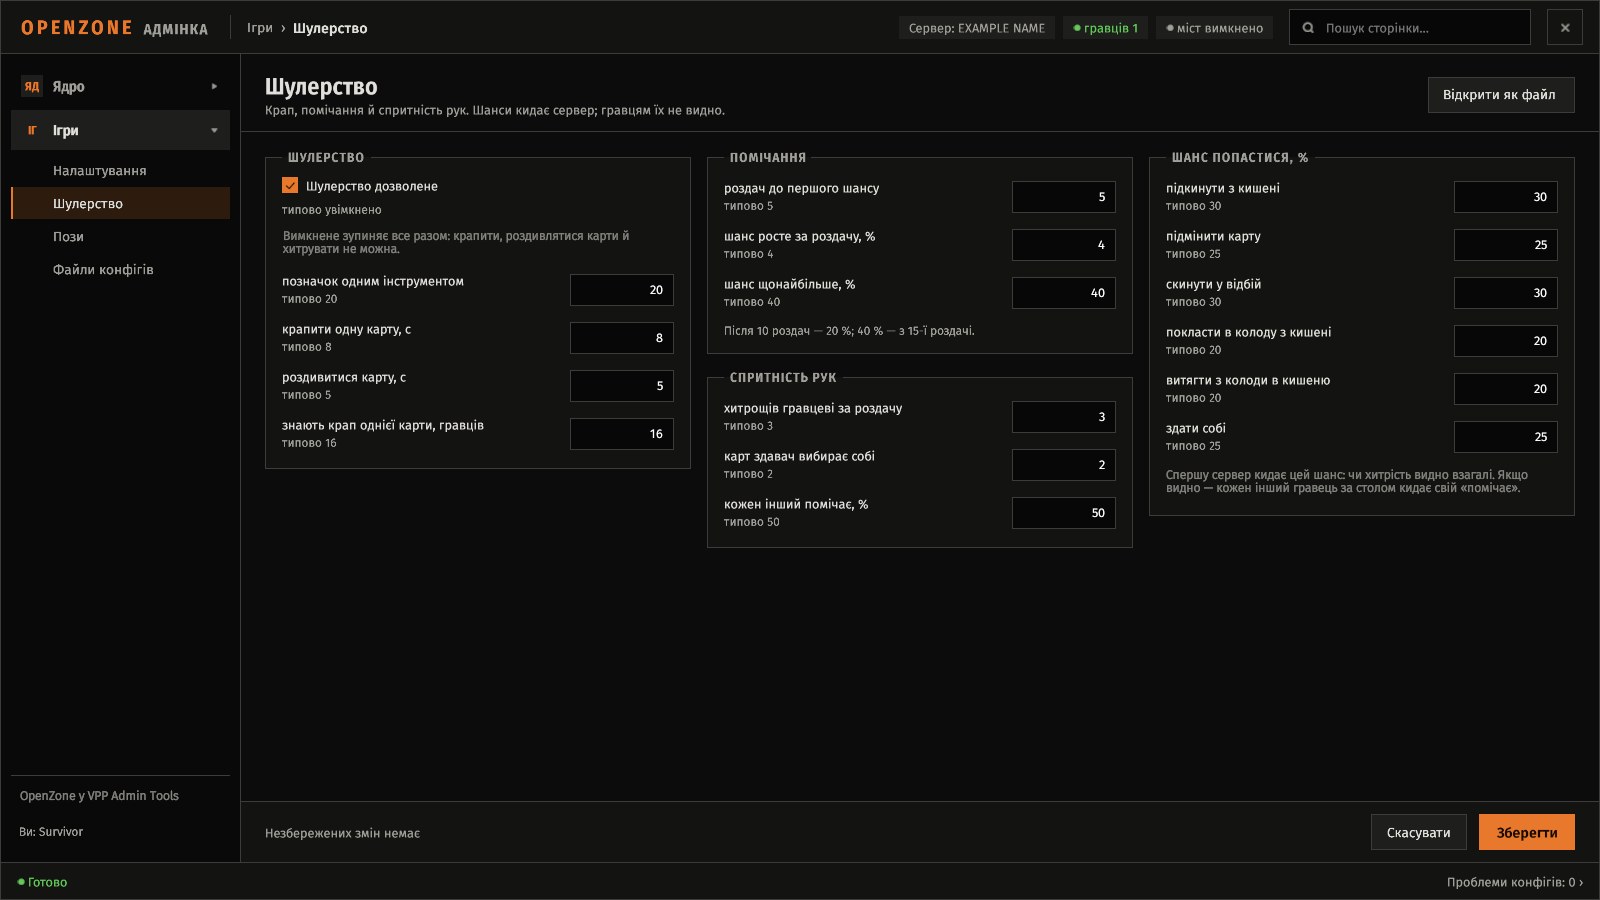 OPENZONE АДМІНКА
Ігри › Шулерство
Сервер: EXAMPLE NAME
гравців 1
міст вимкнено
Пошук сторінки...
ЯД Ядро
ІГ Ігри
Налаштування
Шулерство
Пози
Файли конфігів
OpenZone у VPP Admin Tools
Ви: Survivor
Шулерство
Крап, помічання й спритність рук. Шанси кидає сервер; гравцям їх не видно.
Відкрити як файл
ШУЛЕРСТВО
Шулерство дозволене
типово увімкнено
Вимкнене зупиняє все разом: крапити, роздивлятися карти й
хитрувати не можна.
позначок одним інструментом
типово 20
20
крапити одну карту, с
типово 8
8
роздивитися карту, с
типово 5
5
знають крап однієї карти, гравців
типово 16
16
ПОМІЧАННЯ
роздач до першого шансу
типово 5
5
шанс росте за роздачу, %
типово 4
4
шанс щонайбільше, %
типово 40
40
Після 10 роздач — 20 %; 40 % — з 15-ї роздачі.
СПРИТНІСТЬ РУК
хитрощів гравцеві за роздачу
типово 3
3
карт здавач вибирає собі
типово 2
2
кожен інший помічає, %
типово 50
50
ШАНС ПОПАСТИСЯ, %
підкинути з кишені
типово 30
30
підмінити карту
типово 25
25
скинути у відбій
типово 30
30
покласти в колоду з кишені
типово 20
20
витягти з колоди в кишеню
типово 20
20
здати собі
типово 25
25
Спершу сервер кидає цей шанс: чи хитрість видно взагалі. Якщо
видно — кожен інший гравець за столом кидає свій «помічає».
Незбережених змін немає
Скасувати
Зберегти
Готово
Проблеми конфігів: 0 ›